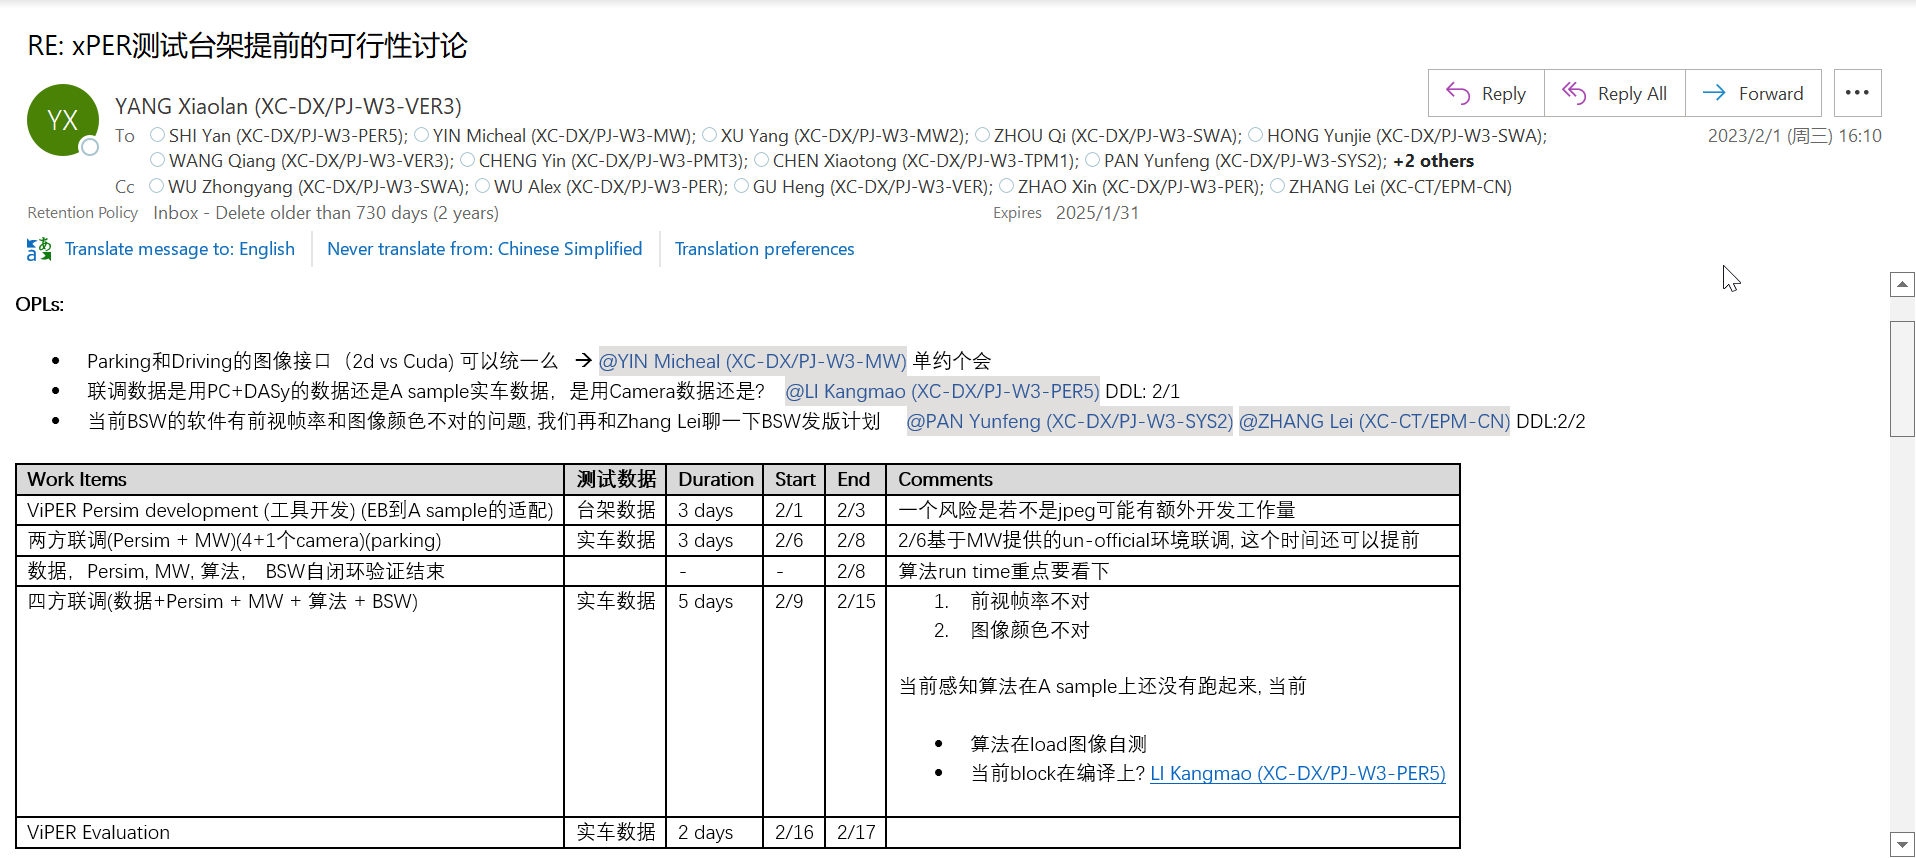 RE: xPER测试台架提前的可行性讨论
YX
YANG Xiaolan (XC-DX/PJ-W3-VER3)
Reply
Reply All
Forward
To SHI Yan (XC-DX/PJ-W3-PER5); YIN Micheal (XC-DX/PJ-W3-MW); XU Yang (XC-DX/PJ-W3-MW2); ZHOU Qi (XC-DX/PJ-W3-SWA); HONG Yunjie (XC-DX/PJ-W3-SWA);
2023/2/1 (周三) 16:10
WANG Qiang (XC-DX/PJ-W3-VER3); CHENG Yin (XC-DX/PJ-W3-PMT3); CHEN Xiaotong (XC-DX/PJ-W3-TPM1); PAN Yunfeng (XC-DX/PJ-W3-SYS2); +2 others
Cc WU Zhongyang (XC-DX/PJ-W3-SWA); WU Alex (XC-DX/PJ-W3-PER); GU Heng (XC-DX/PJ-W3-VER); ZHAO Xin (XC-DX/PJ-W3-PER); ZHANG Lei (XC-CT/EPM-CN)
Retention Policy Inbox - Delete older than 730 days (2 years) Expires 2025/1/31
Translate message to: English Never translate from: Chinese Simplified Translation preferences
OPLs:
• Parking和Driving的图像接口（2d vs Cuda) 可以统一么 → @YIN Micheal (XC-DX/PJ-W3-MW) 单约个会
• 联调数据是用PC+DASy的数据还是A sample实车数据，是用Camera数据还是? @LI Kangmao (XC-DX/PJ-W3-PER5) DDL: 2/1
• 当前BSW的软件有前视帧率和图像颜色不对的问题, 我们再和Zhang Lei聊一下BSW发版计划 @PAN Yunfeng (XC-DX/PJ-W3-SYS2) @ZHANG Lei (XC-CT/EPM-CN) DDL:2/2
Work Items 测试数据 Duration Start End Comments
ViPER Persim development (工具开发) (EB到A sample的适配) 台架数据 3 days 2/1 2/3 一个风险是若不是jpeg可能有额外开发工作量
两方联调(Persim + MW)(4+1个camera)(parking) 实车数据 3 days 2/6 2/8 2/6基于MW提供的un-official环境联调, 这个时间还可以提前
数据， Persim, MW, 算法， BSW自闭环验证结束 - - 2/8 算法run time重点要看下
四方联调(数据+Persim + MW + 算法 + BSW) 实车数据 5 days 2/9 2/15 1. 前视帧率不对
2. 图像颜色不对
当前感知算法在A sample上还没有跑起来, 当前
• 算法在load图像自测
• 当前block在编译上? LI Kangmao (XC-DX/PJ-W3-PER5)
ViPER Evaluation 实车数据 2 days 2/16 2/17